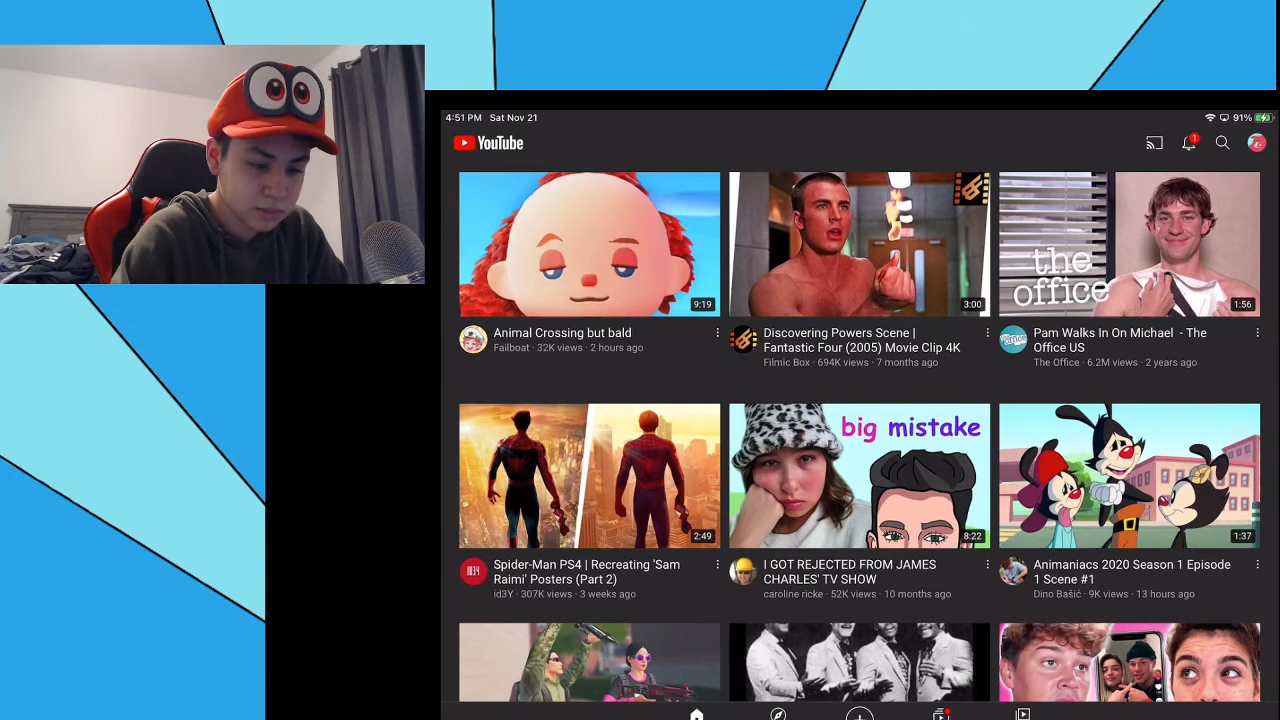 4:51 PM Sat Nov 21
91%
YouTube
1
9:19
3:00
the
office
1:56
Animal Crossing but bald
Failboat · 32K views · 2 hours ago
Discovering Powers Scene |
Fantastic Four (2005) Movie Clip 4K
Filmic Box · 694K views · 7 months ago
Pam Walks In On Michael - The
Office US
The Office · 6.2M views · 2 years ago
2:49
big mistake
8:22
1:37
Spider-Man PS4 | Recreating 'Sam
Raimi' Posters (Part 2)
id3Y · 307K views · 3 weeks ago
I GOT REJECTED FROM JAMES
CHARLES' TV SHOW
caroline ricke · 52K views · 10 months ago
Animaniacs 2020 Season 1 Episode
1 Scene #1
Dino Bašić · 9K views · 13 hours ago